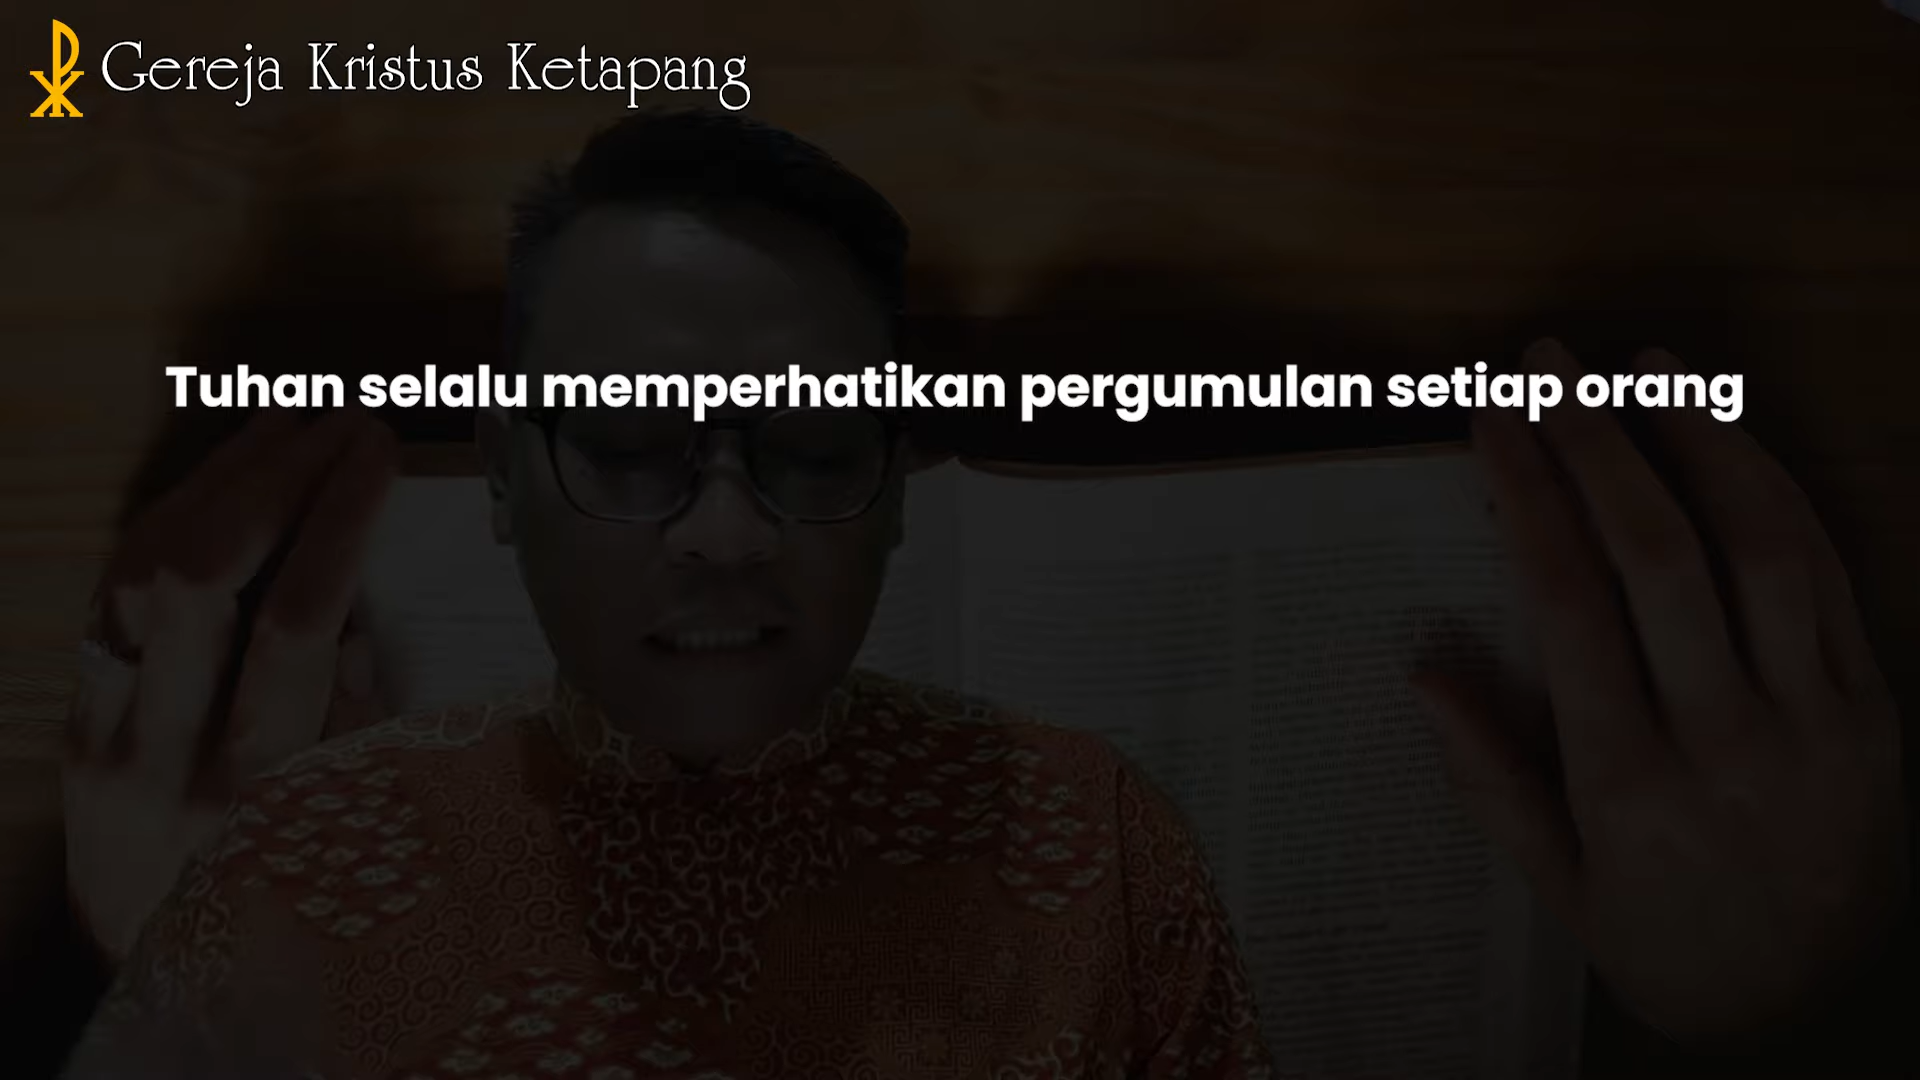 Gereja Kristus Ketapang
Tuhan selalu memperhatikan pergumulan setiap orang